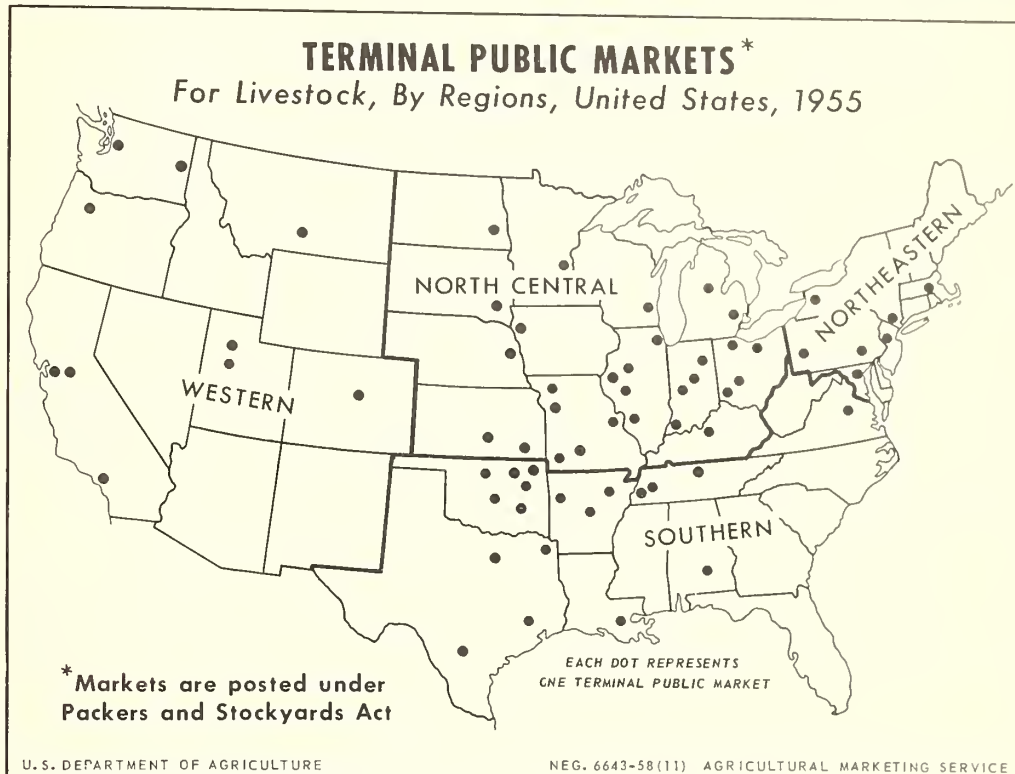 TERMINAL PUBLIC MARKETS*
For Livestock, By Regions, United States, 1955
NORTHEASTERN
NORTH CENTRAL
WESTERN
SOUTHERN
EACH DOT REPRESENTS
ONE TERMINAL PUBLIC MARKET
*Markets are posted under
Packers and Stockyards Act
U.S. DEPARTMENT OF AGRICULTURE
NEG. 6643-58(11) AGRICULTURAL MARKETING SERVICE